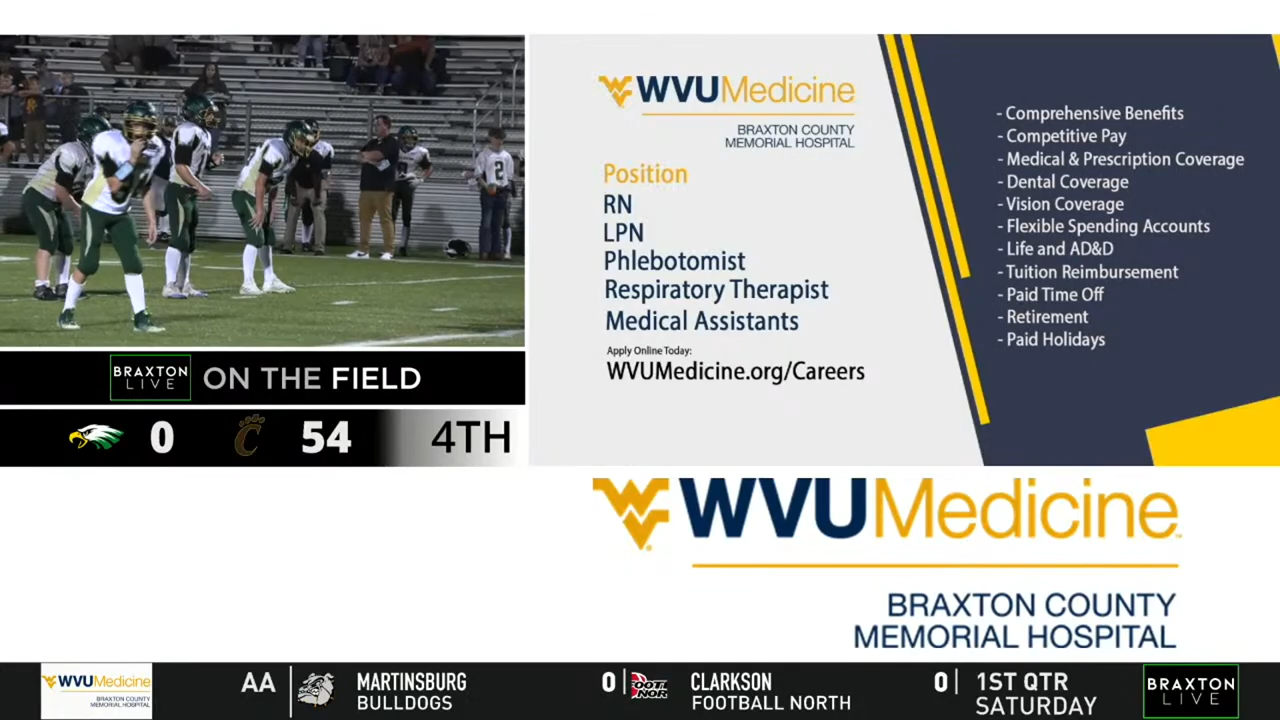 WVUMedicine
BRAXTON COUNTY
MEMORIAL HOSPITAL
Position
RN
LPN
Phlebotomist
Respiratory Therapist
Medical Assistants
Apply Online Today:
WVUMedicine.org/Careers
- Comprehensive Benefits
- Competitive Pay
- Medical & Prescription Coverage
- Dental Coverage
- Vision Coverage
- Flexible Spending Accounts
- Life and AD&D
- Tuition Reimbursement
- Paid Time Off
- Retirement
- Paid Holidays
2
BRAXTON
LIVE
ON THE FIELD
0 C 54 4TH
WVUMedicine
BRAXTON COUNTY
MEMORIAL HOSPITAL
WVUMedicine
BRAXTON COUNTY
MEMORIAL HOSPITAL
AA
MARTINSBURG
BULLDOGS
0
FOOT
NOR
CLARKSON
FOOTBALL NORTH
0
1ST QTR
SATURDAY
BRAXTON
LIVE